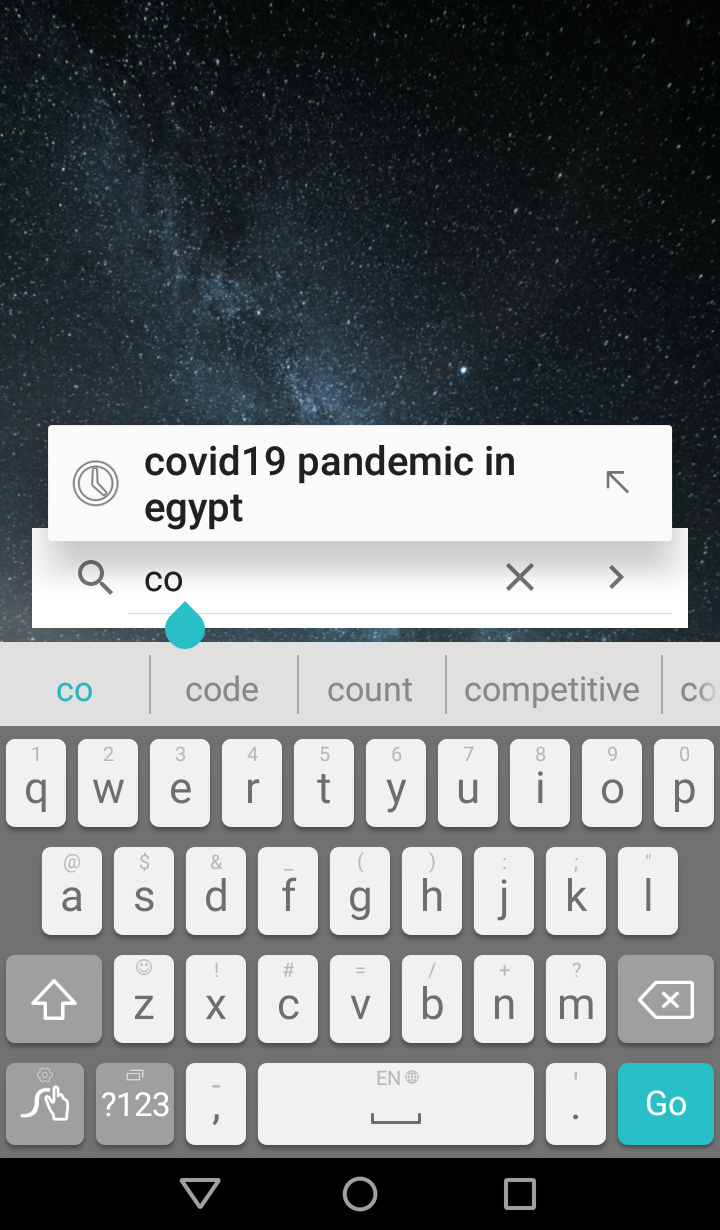 covid19 pandemic in
egypt
co
co code count competitive co
1 2 3 4 5 6 7 8 9 0
q w e r t y u i o p
@ $ & _ ( ) : ; "
a s d f g h j k l
! # = / + ?
z x c v b n m
EN
?123 - , ' . Go